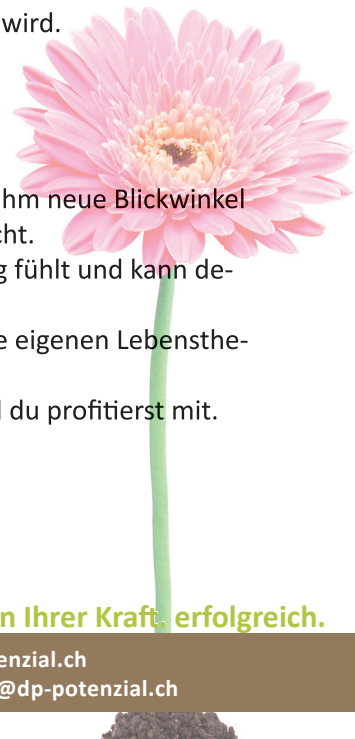 wird.
hm neue Blickwinkel
cht.
g fühlt und kann de-
e eigenen Lebensthe-
du profitierst mit.
n Ihrer Kraft. erfolgreich.
enzial.ch
@dp-potenzial.ch